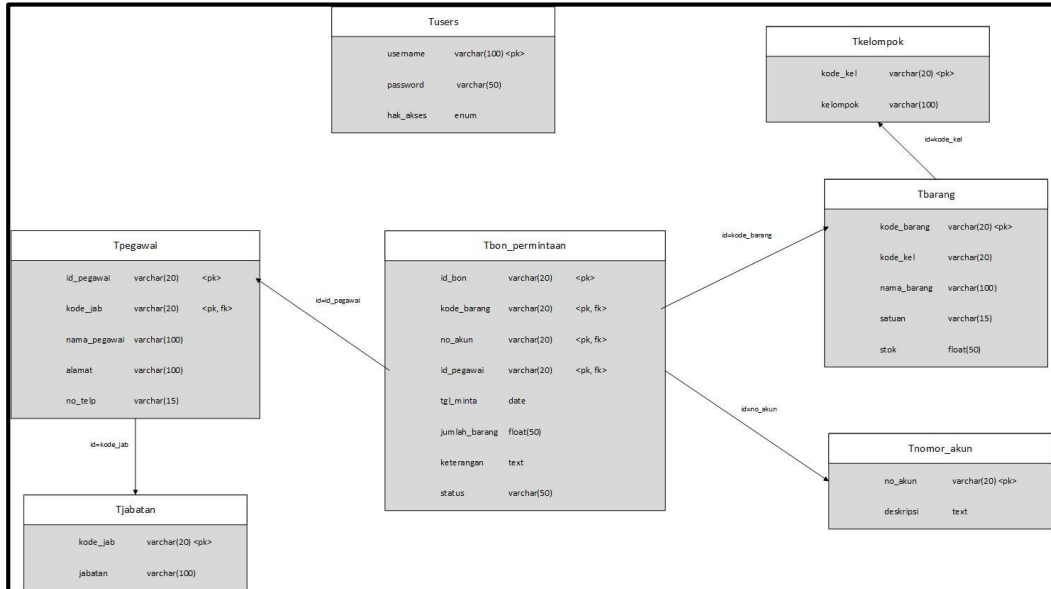 Tusers
username varchar(100) <pk>
password varchar(50)
hak_akses enum
Tkelompok
kode_kel varchar(20) <pk>
kelompok varchar(100)
id=kode_kel
Tbarang
kode_barang varchar(20) <pk>
kode_kel varchar(20)
nama_barang varchar(100)
satuan varchar(15)
stok float(50)
id=kode_barang
Tpegawai
id_pegawai varchar(20) <pk>
kode_jab varchar(20) <pk, fk>
nama_pegawai varchar(100)
alamat varchar(100)
no_telp varchar(15)
id=id_pegawai
Tbon_permintaan
id_bon varchar(20) <pk>
kode_barang varchar(20) <pk, fk>
no_akun varchar(20) <pk, fk>
id_pegawai varchar(20) <pk, fk>
tgl_minta date
jumlah_barang float(50)
keterangan text
status varchar(50)
id=no_akun
Tnomor_akun
no_akun varchar(20) <pk>
deskripsi text
id=kode_jab
Tjabatan
kode_jab varchar(20) <pk>
jabatan varchar(100)